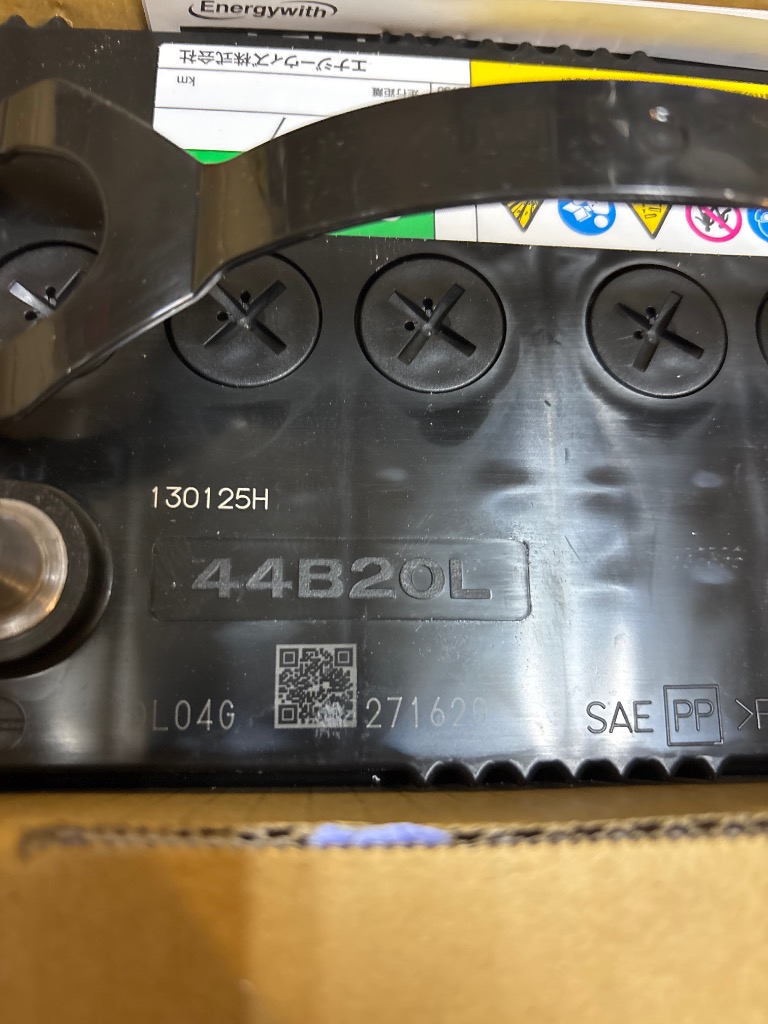 Energywith
エナジーウィズ株式会社
走行距離
km
130125H
44B20L
L04G
27162
SAE PP >P